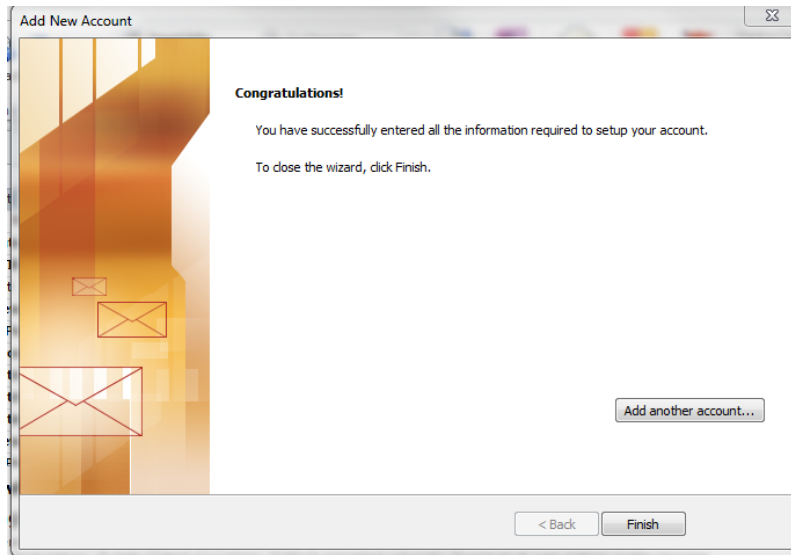 Add New Account
Congratulations!
You have successfully entered all the information required to setup your account.
To close the wizard, click Finish.
Add another account...
< Back
Finish